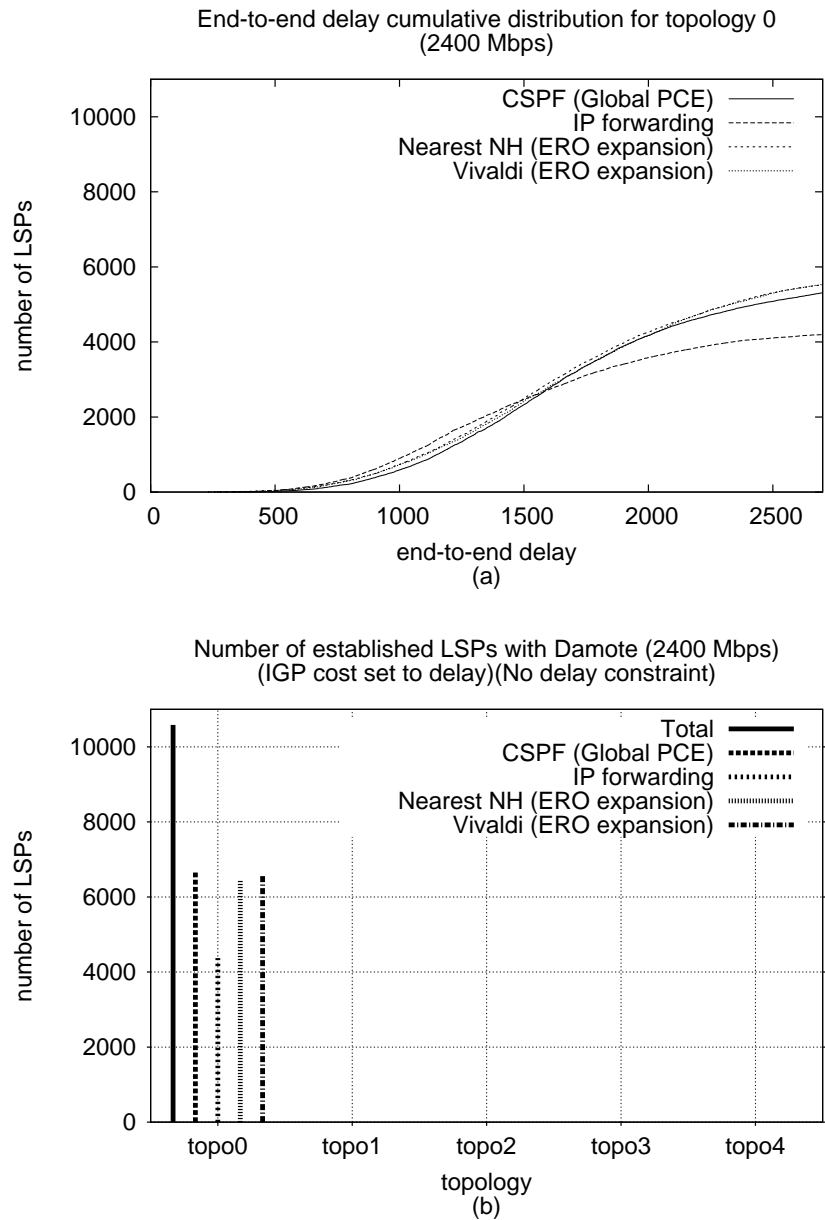 End-to-end delay cumulative distribution for topology 0
(2400 Mbps)
10000
8000
6000
4000
2000
0
number of LSPs
CSPF (Global PCE)
IP forwarding
Nearest NH (ERO expansion)
Vivaldi (ERO expansion)
0 500 1000 1500 2000 2500
end-to-end delay
(a)
Number of established LSPs with Damote (2400 Mbps)
(IGP cost set to delay)(No delay constraint)
10000
8000
6000
4000
2000
0
number of LSPs
Total
CSPF (Global PCE)
IP forwarding
Nearest NH (ERO expansion)
Vivaldi (ERO expansion)
topo0 topo1 topo2 topo3 topo4
topology
(b)